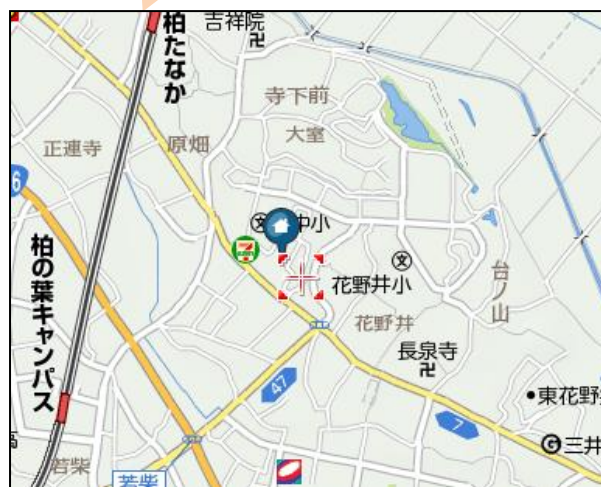 吉祥院
柏たなか
寺下前
大室
原畑
正連寺
6
中小
柏の葉キャンパス
花野井小
台ノ山
花野井
長泉寺
47
7
東花野
三井
若柴
若柴